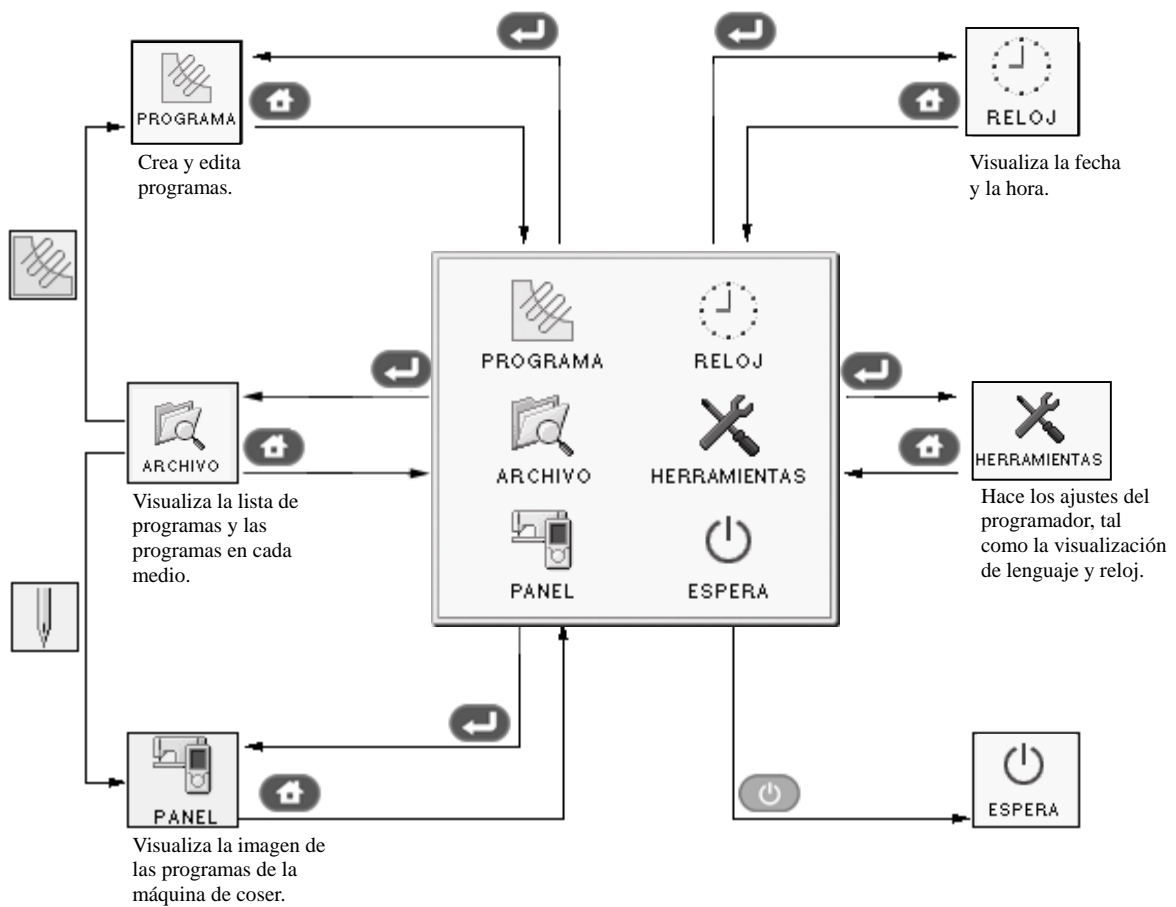 PROGRAMA
Crea y edita
programas.
RELOJ
Visualiza la fecha
y la hora.
PROGRAMA
RELOJ
ARCHIVO
HERRAMIENTAS
PANEL
ESPERA
ARCHIVO
Visualiza la lista de
programas y las
programas en cada
medio.
HERRAMIENTAS
Hace los ajustes del
programador, tal
como la visualización
de lenguaje y reloj.
PANEL
Visualiza la imagen de
las programas de la
máquina de coser.
ESPERA